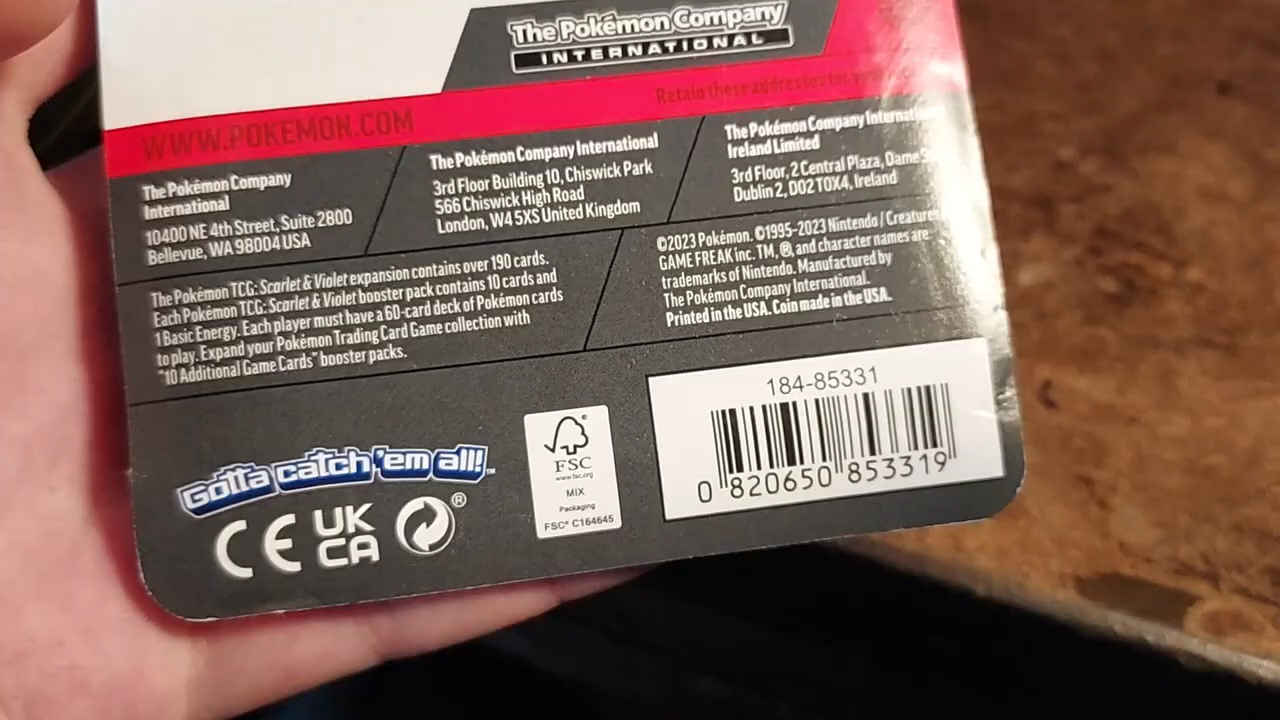 The Pokémon Company
INTERNATIONAL
Retain these addresses for your
WWW.POKEMON.COM
The Pokémon Company
International
10400 NE 4th Street, Suite 2800
Bellevue, WA 98004 USA
The Pokémon Company International
3rd Floor Building 10, Chiswick Park
566 Chiswick High Road
London, W4 5XS United Kingdom
The Pokémon Company
Ireland Limited
3rd Floor, 2 Central Plaza, Dame
Dublin 2, D02 T0X4, Ireland
The Pokémon TCG: Scarlet & Violet expansion contains over 190 cards.
Each Pokémon TCG: Scarlet & Violet booster pack contains 10 cards and
1 Basic Energy. Each player must have a 60-card deck of Pokémon cards
to play. Expand your Pokémon Trading Card Game collection with
"10 Additional Game Cards" booster packs.
©2023 Pokémon. ©1995-2023 Nintendo / Creatures
GAME FREAK inc. TM, ®, and character names are
trademarks of Nintendo. Manufactured by
The Pokémon Company International.
Printed in the USA. Coin made in the USA.
Gotta catch 'em all!™
CE UK
CA ®
FSC®
www.fsc.org
MIX
Packaging
FSC® C164645
184-85331
0 820650 853319